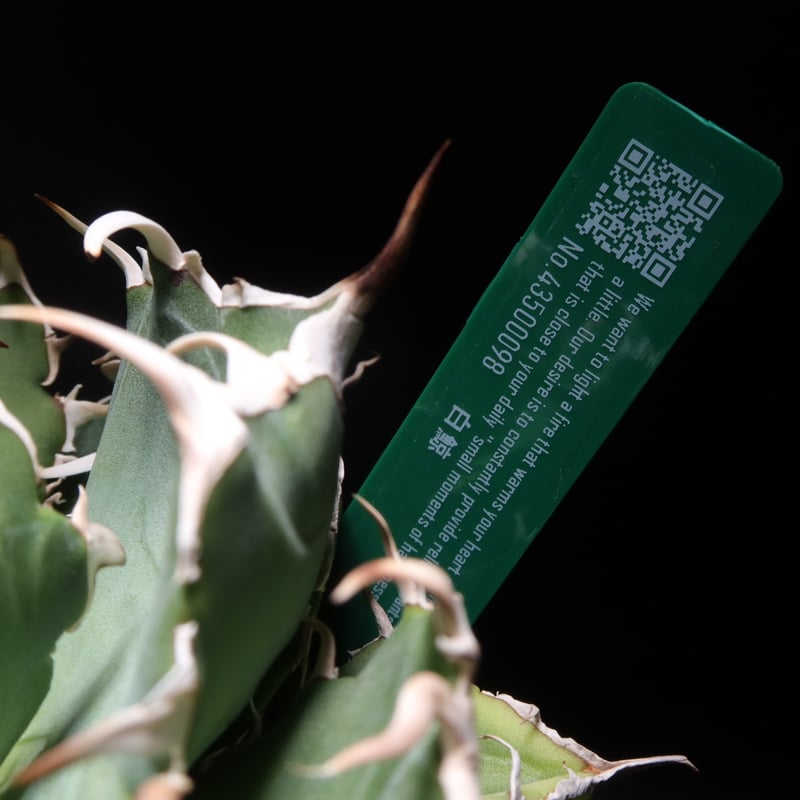 We want to light a fire that warms your heart
a little. Our desire is to constantly provide
that is close to your daily "small moments of
No.43500098 白鯨